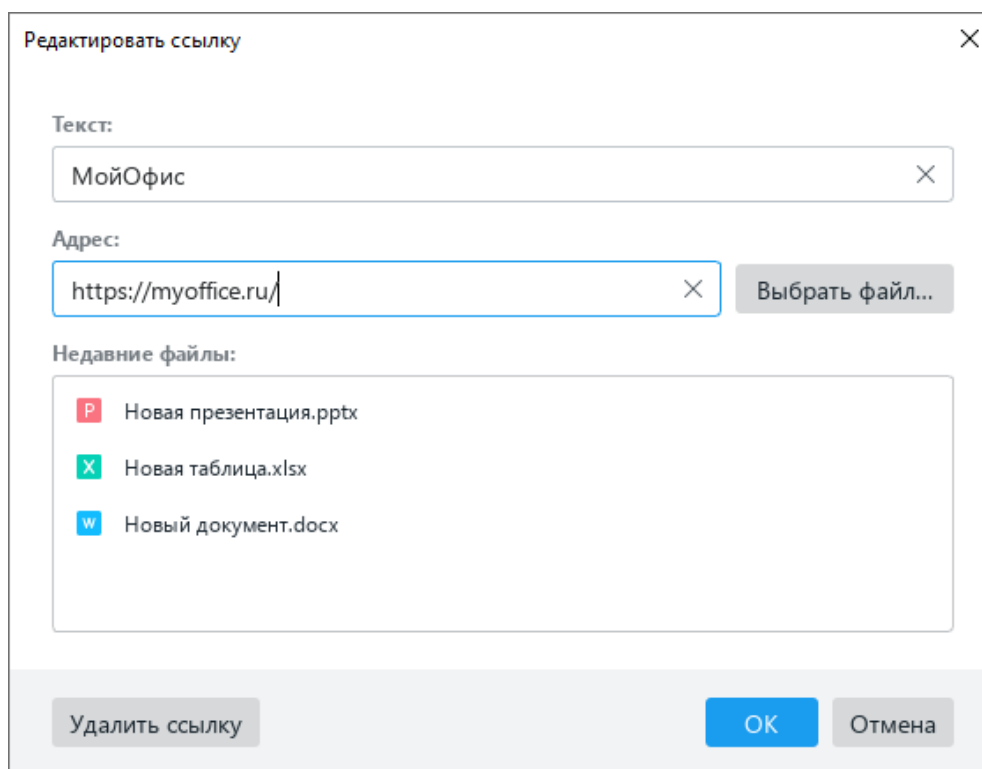 Редактировать ссылку
Текст:
МойОфис
Адрес:
https://myoffice.ru/
Выбрать файл...
Недавние файлы:
P Новая презентация.pptx
X Новая таблица.xlsx
W Новый документ.docx
Удалить ссылку
ОК
Отмена